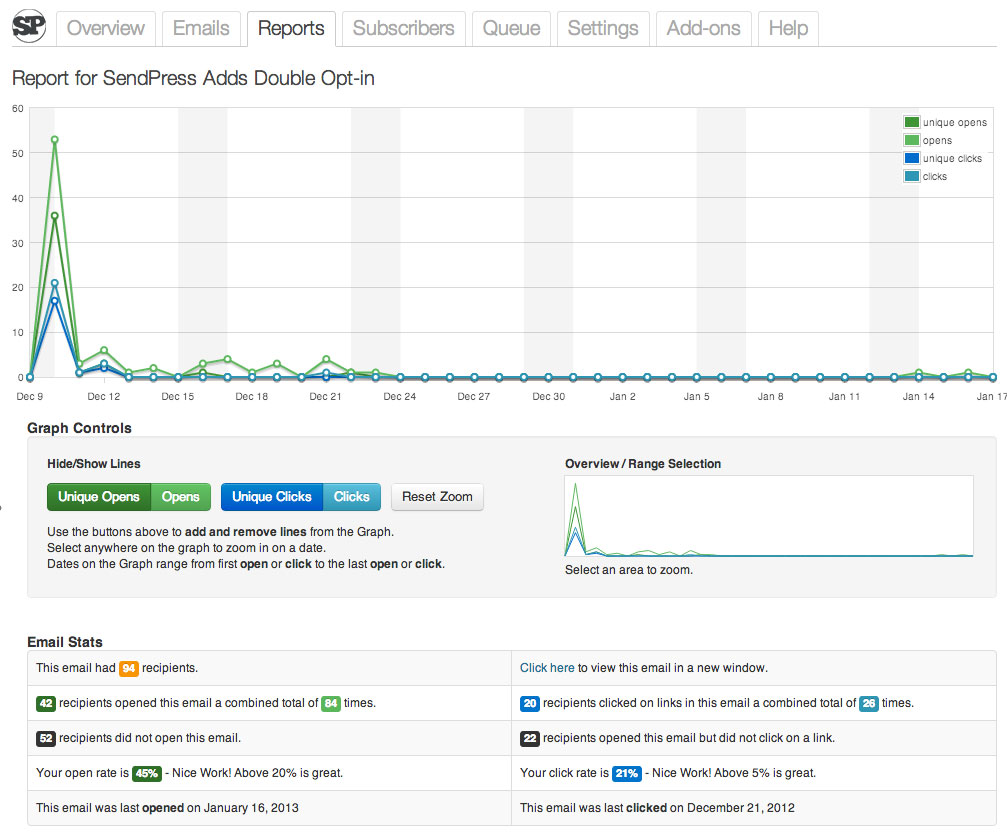 SP
Overview Emails Reports Subscribers Queue Settings Add-ons Help
Report for SendPress Adds Double Opt-in
60
50
40
30
20
10
0
unique opens
opens
unique clicks
clicks
Dec 9 Dec 12 Dec 15 Dec 18 Dec 21 Dec 24 Dec 27 Dec 30 Jan 2 Jan 5 Jan 8 Jan 11 Jan 14 Jan 17
Graph Controls
Hide/Show Lines
Unique Opens Opens Unique Clicks Clicks Reset Zoom
Use the buttons above to add and remove lines from the Graph.
Select anywhere on the graph to zoom in on a date.
Dates on the Graph range from first open or click to the last open or click.
Overview / Range Selection
Select an area to zoom.
Email Stats
This email had 94 recipients.
Click here to view this email in a new window.
42 recipients opened this email a combined total of 84 times.
20 recipients clicked on links in this email a combined total of 26 times.
52 recipients did not open this email.
22 recipients opened this email but did not click on a link.
Your open rate is 45% - Nice Work! Above 20% is great.
Your click rate is 21% - Nice Work! Above 5% is great.
This email was last opened on January 16, 2013
This email was last clicked on December 21, 2012